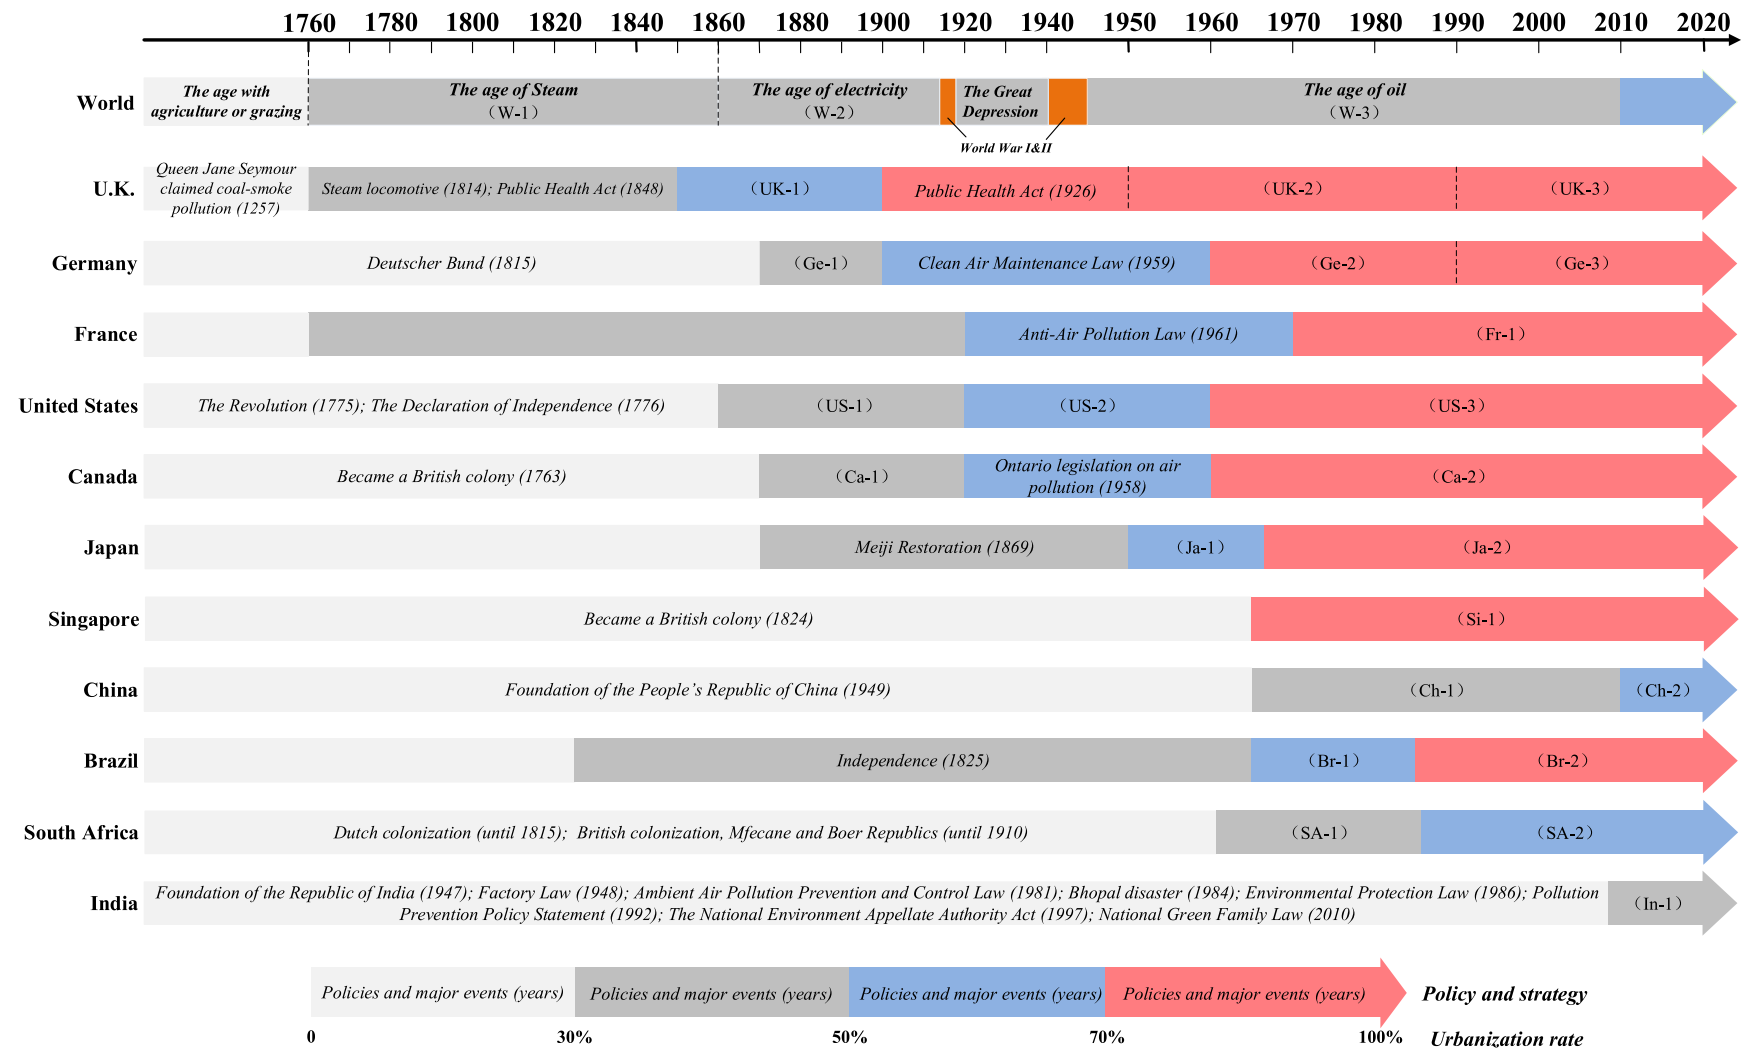 1760 1780 1800 1820 1840 1860 1880 1900 1920 1940 1950 1960 1970 1980 1990 2000 2010 2020
World
The age with
agriculture or grazing
The age of Steam
(W-1)
The age of electricity
(W-2)
The Great
Depression
The age of oil
(W-3)
World War I&II
U.K.
Queen Jane Seymour
claimed coal-smoke
pollution (1257)
Steam locomotive (1814); Public Health Act (1848)
(UK-1)
Public Health Act (1926)
(UK-2)
(UK-3)
Germany
Deutscher Bund (1815)
(Ge-1)
Clean Air Maintenance Law (1959)
(Ge-2)
(Ge-3)
France
Anti-Air Pollution Law (1961)
(Fr-1)
United States
The Revolution (1775); The Declaration of Independence (1776)
(US-1)
(US-2)
(US-3)
Canada
Became a British colony (1763)
(Ca-1)
Ontario legislation on air
pollution (1958)
(Ca-2)
Japan
Meiji Restoration (1869)
(Ja-1)
(Ja-2)
Singapore
Became a British colony (1824)
(Si-1)
China
Foundation of the People's Republic of China (1949)
(Ch-1)
(Ch-2)
Brazil
Independence (1825)
(Br-1)
(Br-2)
South Africa
Dutch colonization (until 1815); British colonization, Mfecane and Boer Republics (until 1910)
(SA-1)
(SA-2)
India
Foundation of the Republic of India (1947); Factory Law (1948); Ambient Air Pollution Prevention and Control Law (1981); Bhopal disaster (1984); Environmental Protection Law (1986); Pollution
Prevention Policy Statement (1992); The National Environment Appellate Authority Act (1997); National Green Family Law (2010)
(In-1)
Policies and major events (years) Policies and major events (years) Policies and major events (years) Policies and major events (years) Policy and strategy
0 30% 50% 70% 100% Urbanization rate